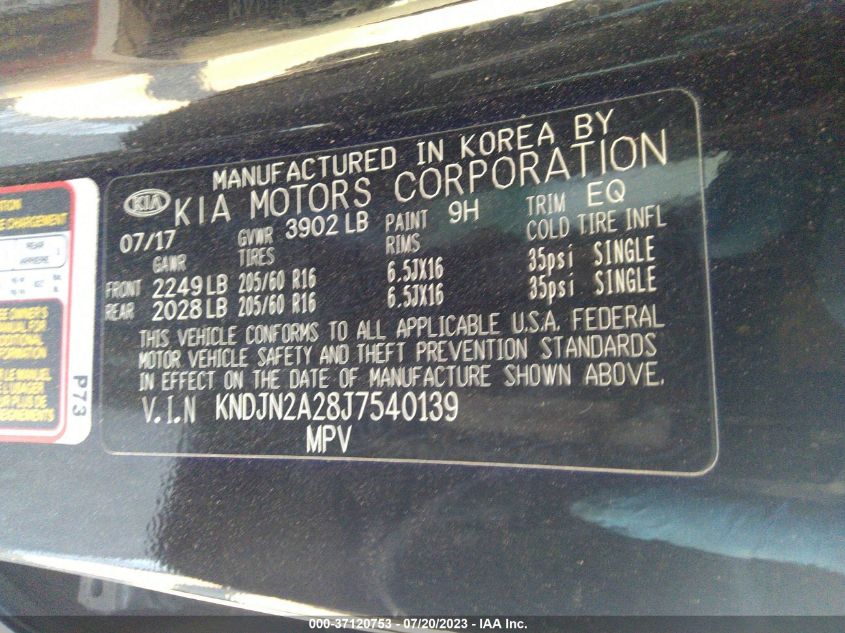 MANUFACTURED IN KOREA BY
KIA KIA MOTORS CORPORATION
07/17 GVWR 3902 LB PAINT 9H TRIM EQ
GAWR TIRES RIMS COLD TIRE INFL
FRONT 2249 LB 205/60 R16 6.5JX16 35psi SINGLE
REAR 2028 LB 205/60 R16 6.5JX16 35psi SINGLE
THIS VEHICLE CONFORMS TO ALL APPLICABLE U.S.A. FEDERAL
MOTOR VEHICLE SAFETY AND THEFT PREVENTION STANDARDS
IN EFFECT ON THE DATE OF MANUFACTURE SHOWN ABOVE.
V.I.N KNDJN2A28J7540139
MPV
CHARGEMENT
REAR
P73
000-37120753 - 07/20/2023 - IAA Inc.